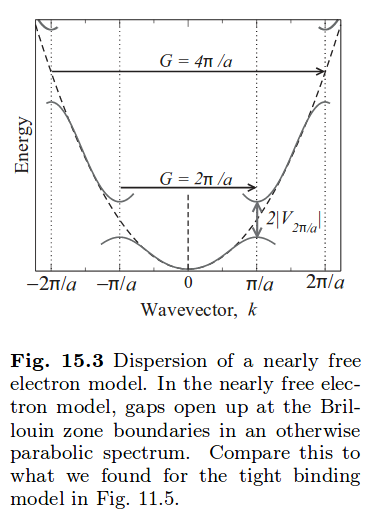 G = 4π /a
Energy
G = 2π /a
2|V2π/a|
−2π/a −π/a 0 π/a 2π/a
Wavevector, k
Fig. 15.3 Dispersion of a nearly free
electron model. In the nearly free elec-
tron model, gaps open up at the Bril-
louin zone boundaries in an otherwise
parabolic spectrum. Compare this to
what we found for the tight binding
model in Fig. 11.5.